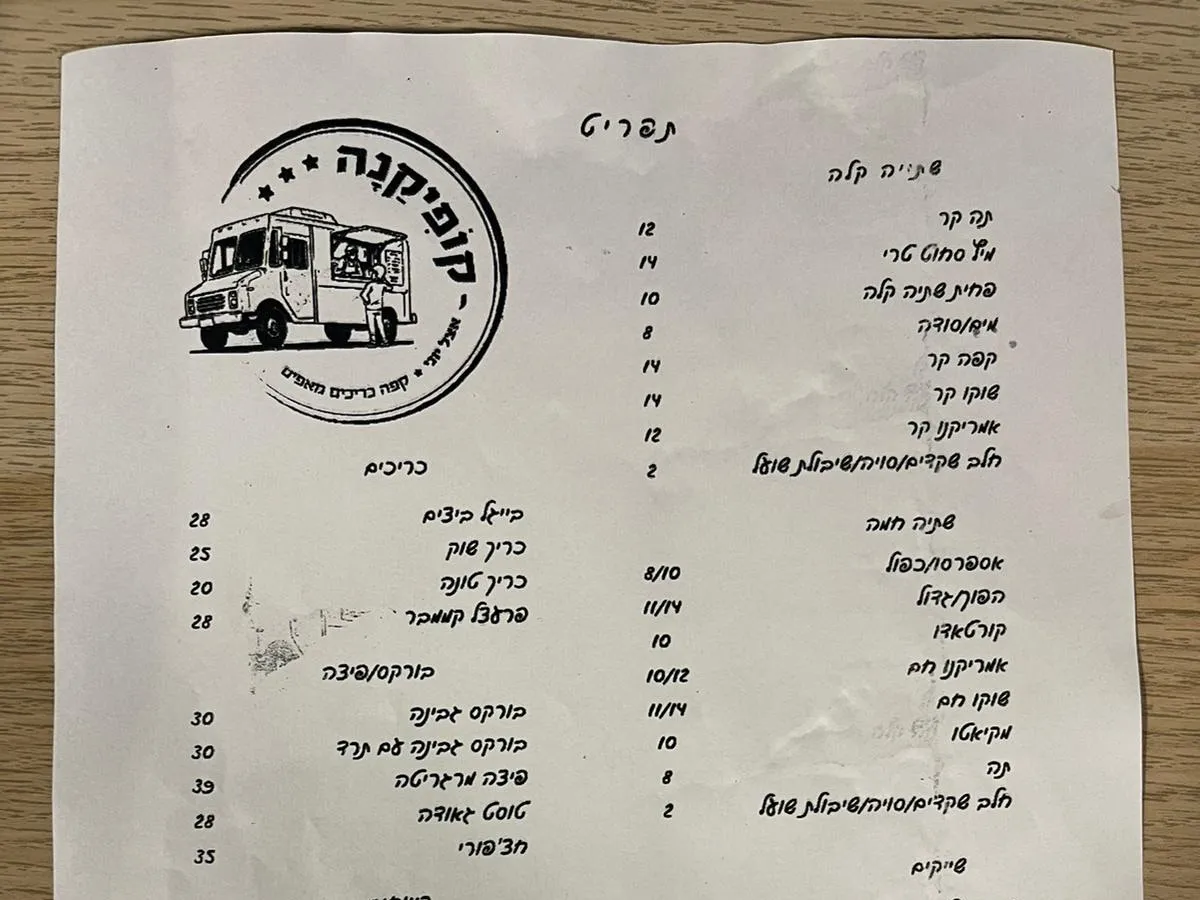 תפריט
קוֹפִיקָנָה
אצל יוני * קפה כריכים מאפים
שתייה קלה
תה קר 12
מיץ סחוט טרי 14
פחית שתיה קלה 10
מים/סודה 8
קפה קר 14
שוקו קר 14
אמריקנו קר 12
חלב שקדים/סויה/שיבולת שועל 2
שתיה חמה
אספרסו/כפול 8/10
הפוך/גדול 11/14
קורטאדו 10
אמריקנו חם 10/12
שוקו חם 11/14
מקיאטו 10
תה 8
חלב שקדים/סויה/שיבולת שועל 2
שייקים
כריכים
בייגל ביצים 28
כריך שוק 25
כריך טונה 20
פרעצל קממבר 28
בורקס/פיצה
בורקס גבינה 30
בורקס גבינה עם תרד 30
פיצה מרגריטה 39
טוסט גאודה 28
חצ'פורי 35